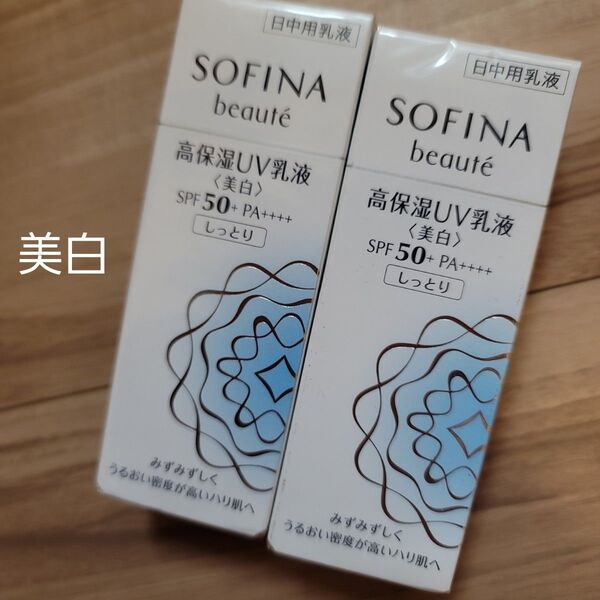 日中用乳液
SOFINA
beauté
高保湿UV乳液
〈美白〉
SPF50+ PA++++
しっとり
みずみずしく
うるおい密度が高いハリ肌へ
日中用乳液
SOFINA
beauté
高保湿UV乳液
〈美白〉
SPF50+ PA++++
しっとり
みずみずしく
うるおい密度が高いハリ肌へ
美白